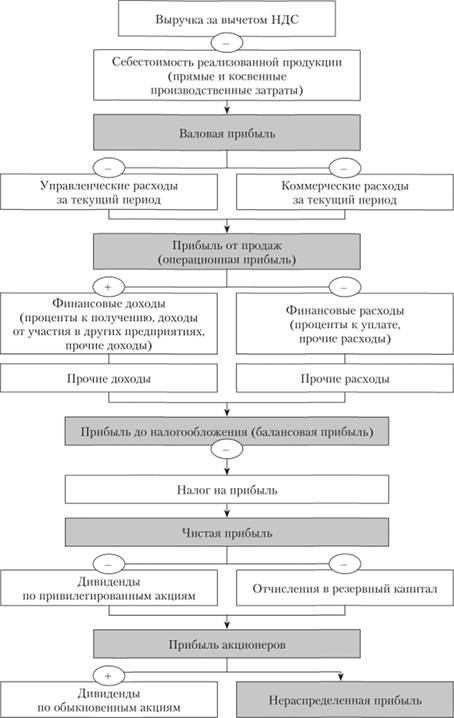 Выручка за вычетом НДС
–
Себестоимость реализованной продукции
(прямые и косвенные
производственные затраты)
Валовая прибыль
–
–
Управленческие расходы
за текущий период
Коммерческие расходы
за текущий период
Прибыль от продаж
(операционная прибыль)
+
–
Финансовые доходы
(проценты к получению, доходы
от участия в других предприятиях,
прочие доходы)
Финансовые расходы
(проценты к уплате,
прочие расходы)
Прочие доходы
Прочие расходы
Прибыль до налогообложения (балансовая прибыль)
–
Налог на прибыль
Чистая прибыль
–
–
Дивиденды
по привилегированным акциям
Отчисления в резервный капитал
Прибыль акционеров
+
Дивиденды
по обыкновенным акциям
Нераспределенная прибыль